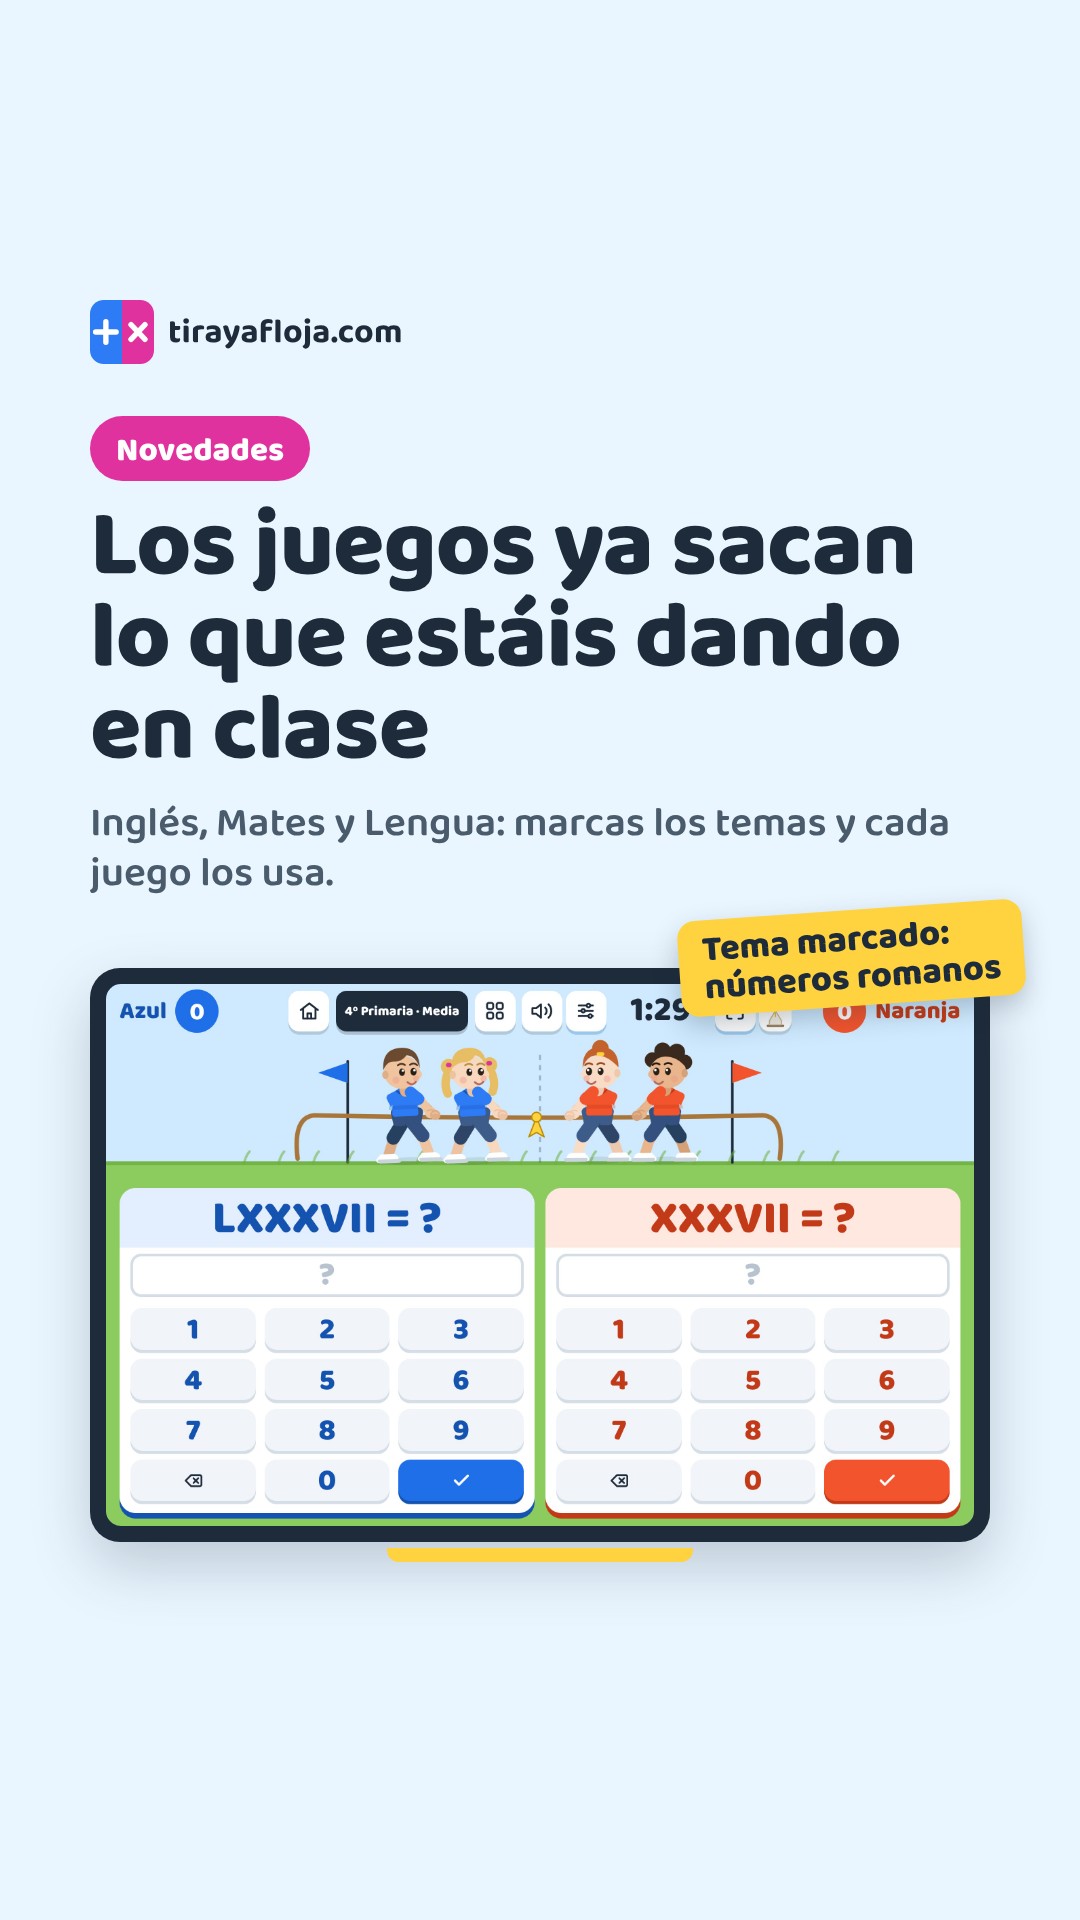 tirayafloja.com
Novedades
Los juegos ya sacan
lo que estáis dando
en clase
Inglés, Mates y Lengua: marcas los temas y cada
juego los usa.
Tema marcado:
números romanos
Azul 0
4º Primaria · Media
1:29
0 Naranja
LXXXVII = ?
?
1 2 3
4 5 6
7 8 9
0
XXXVII = ?
?
1 2 3
4 5 6
7 8 9
0